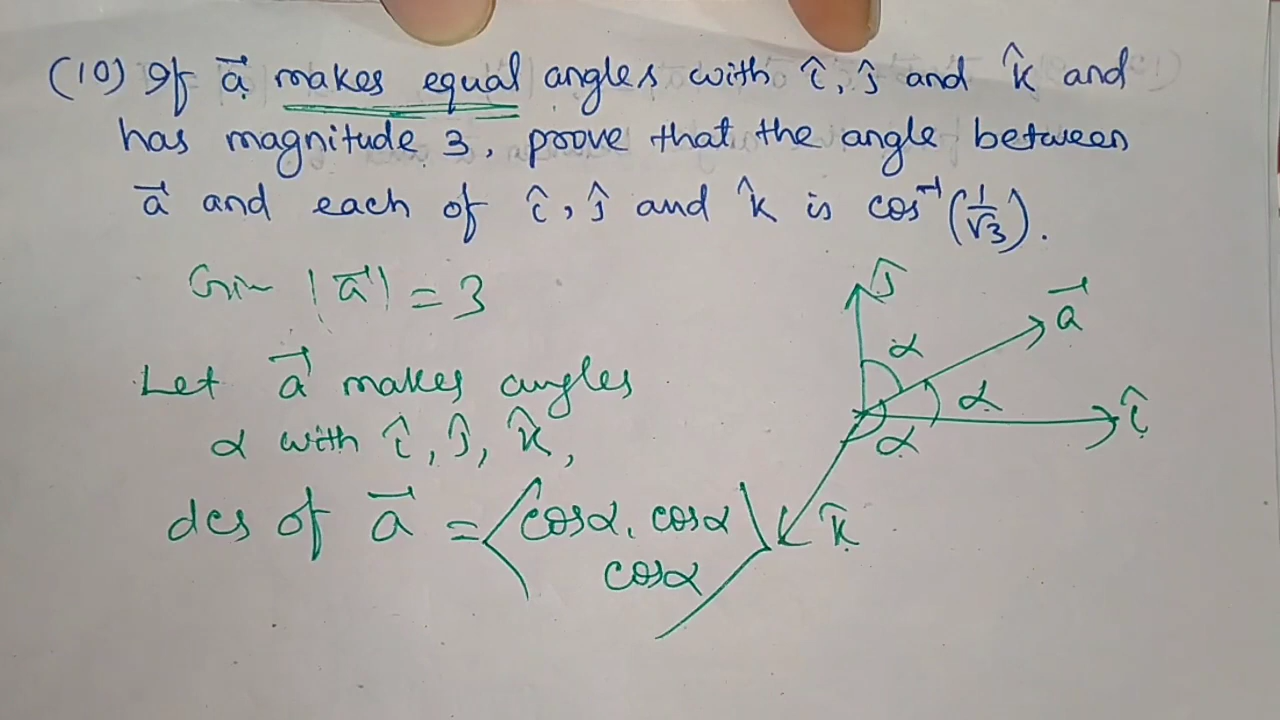 (10) If a⃗ makes equal angles with î, ĵ and k̂ and
has magnitude 3, prove that the angle between
a⃗ and each of î, ĵ and k̂ is cos⁻¹(1/√3).
Given |a⃗| = 3
Let a⃗ makes angles
α with î, ĵ, k̂,
dcs of a⃗ = ⟨cosα, cosα
cosα⟩
ĵ
a⃗
α
α
î
α
k̂